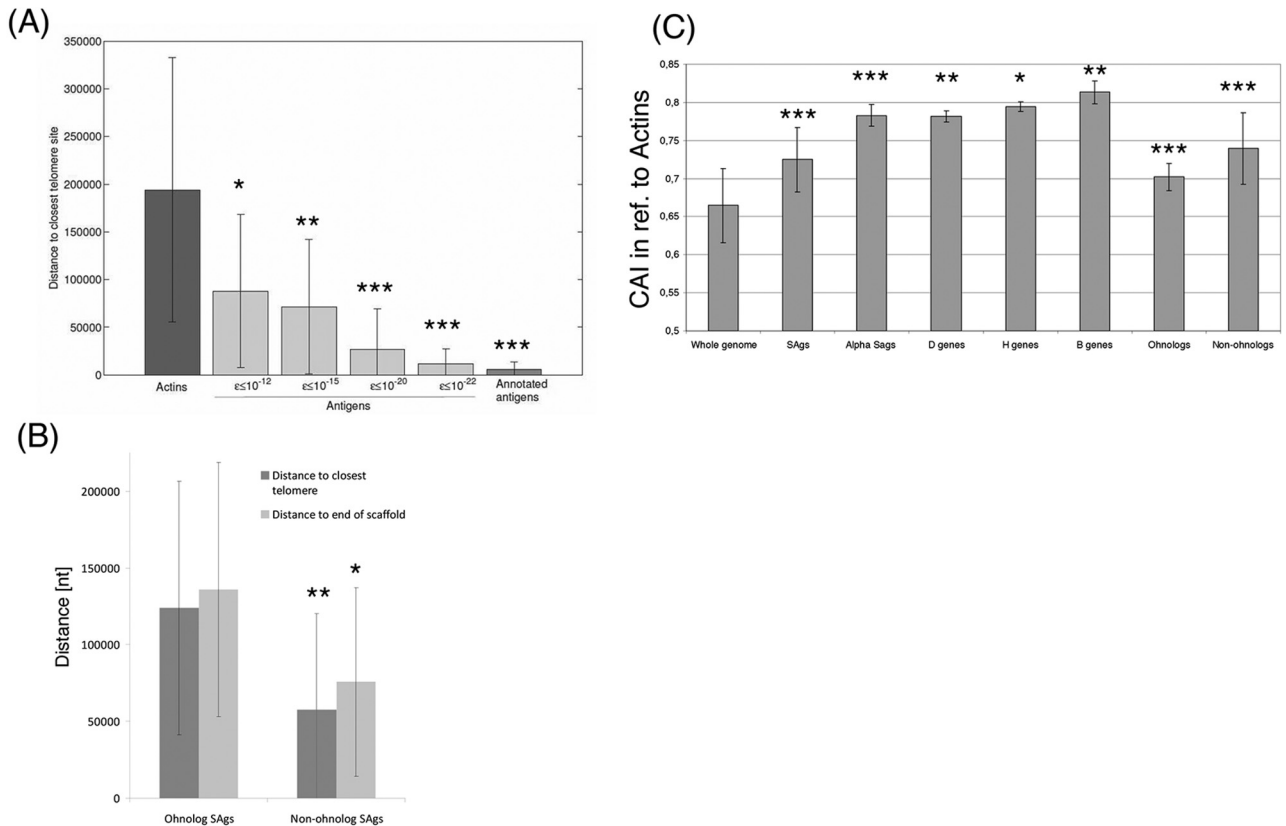 (A)
350000
300000
250000
200000
150000
100000
50000
0
Distance to closest telomere site
*
**
***
***
***
Actins
ε≤10⁻¹²
ε≤10⁻¹⁵
ε≤10⁻²⁰
ε≤10⁻²²
Annotated
antigens
Antigens
(C)
CAI in ref. to Actins
0,85
0,8
0,75
0,7
0,65
0,6
0,55
0,5
***
***
**
*
**
***
***
Whole genome
SAgs
Alpha Sags
D genes
H genes
B genes
Ohnologs
Non-ohnologs
(B)
Distance [nt]
200000
150000
100000
50000
0
Distance to closest
telomere
Distance to end of scaffold
**
*
Ohnolog SAgs
Non-ohnolog SAgs